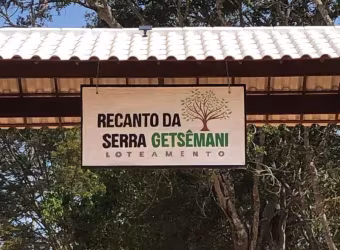 RECANTO DA
SERRA GETSÊMANI
LOTEAMENTO